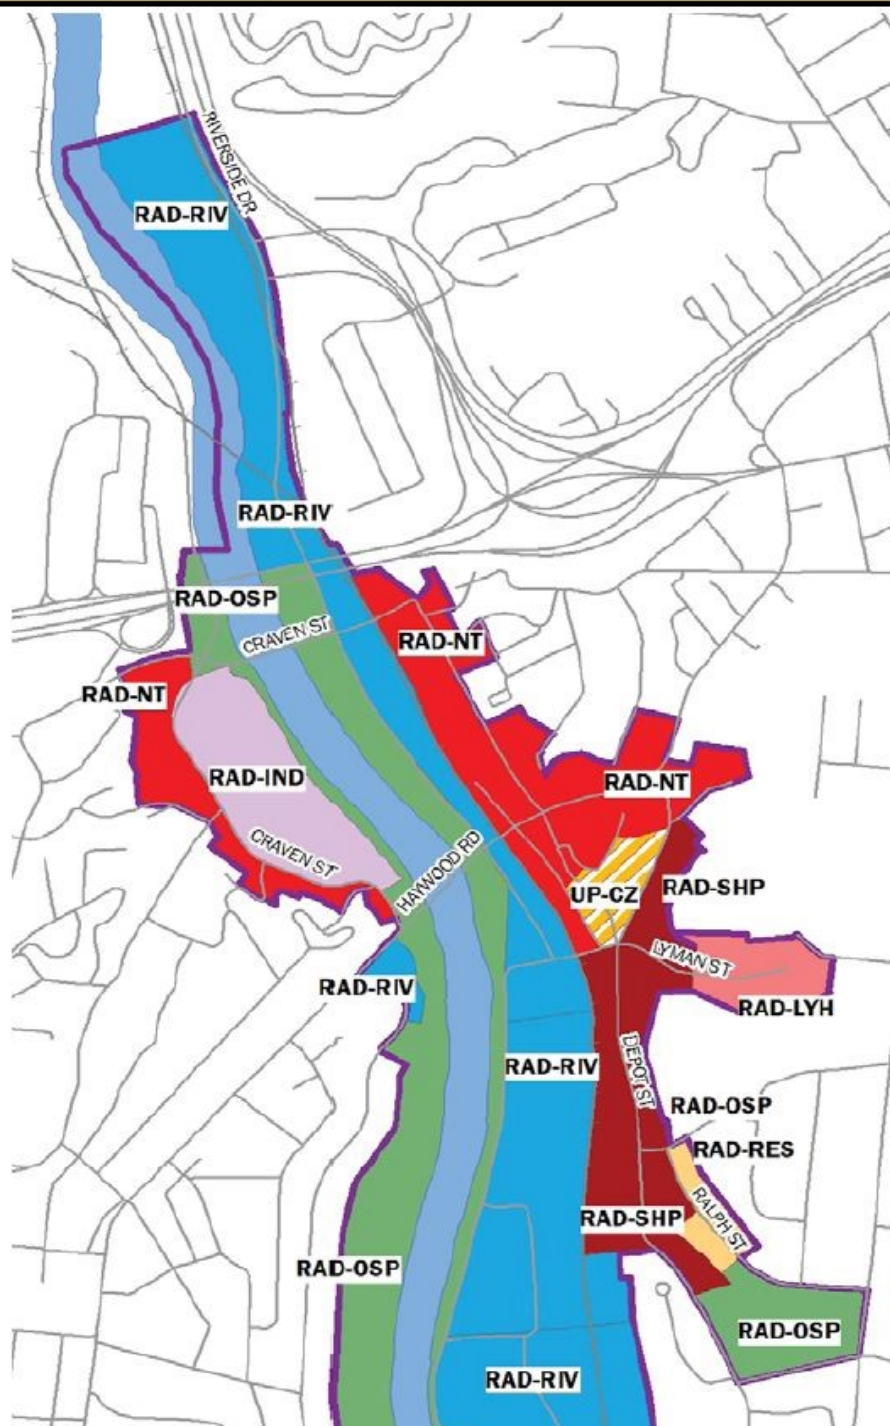 RIVERSIDE DR
RAD-RIV
RAD-RIV
RAD-OSP
CRAVEN ST
RAD-NT
RAD-NT
RAD-IND
RAD-NT
CRAVEN ST
HAYWOOD RD
UP-CZ
RAD-SHP
LYMAN ST
RAD-RIV
RAD-LYH
RAD-RIV
DEPOT ST
RAD-OSP
RAD-RES
RALPH ST
RAD-SHP
RAD-OSP
RAD-OSP
RAD-RIV